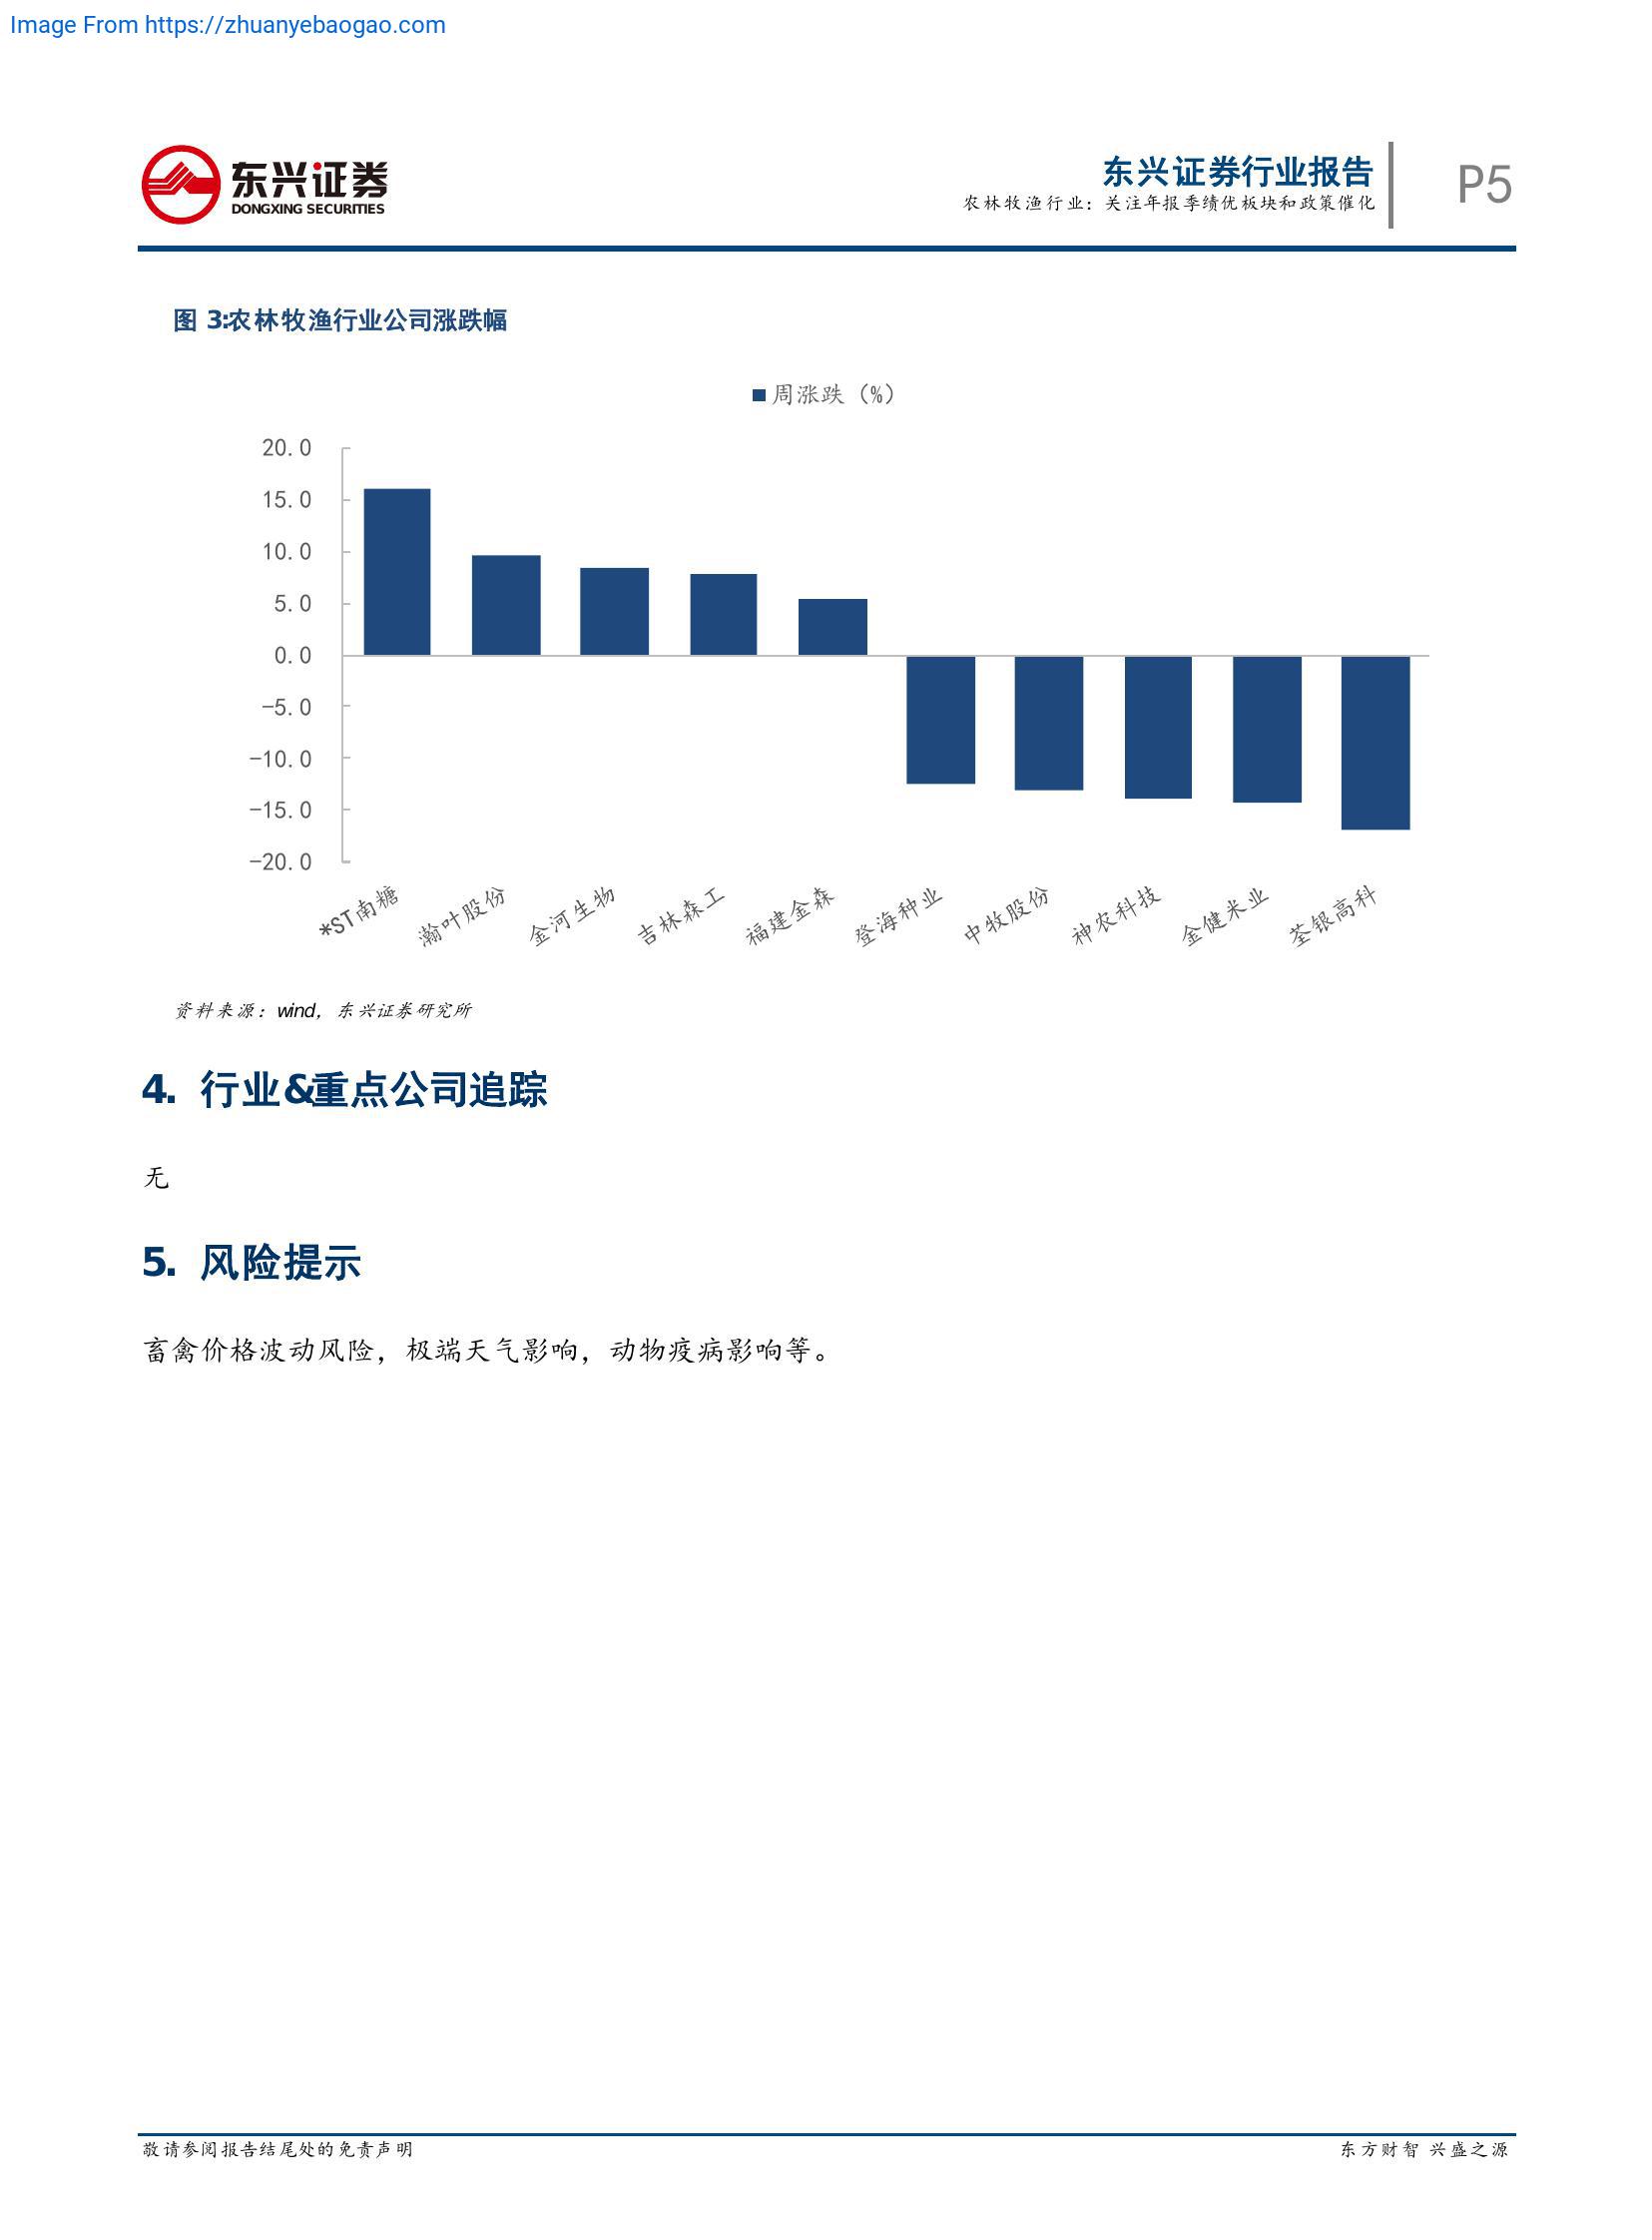 Image From https://zhuanyebaogao.com
东兴证券
DONGXING SECURITIES
东兴证券行业报告
农林牧渔行业：关注年报季绩优板块和政策催化
P5
图 3:农林牧渔行业公司涨跌幅
周涨跌（%）
20.0
15.0
10.0
5.0
0.0
-5.0
-10.0
-15.0
-20.0
*ST南糖
瀚叶股份
金河生物
吉林森工
福建金森
登海种业
中牧股份
神农科技
金健米业
荃银高科
资料来源：wind，东兴证券研究所
4. 行业&重点公司追踪
无
5. 风险提示
畜禽价格波动风险，极端天气影响，动物疫病影响等。
敬请参阅报告结尾处的免责声明
东方财智 兴盛之源